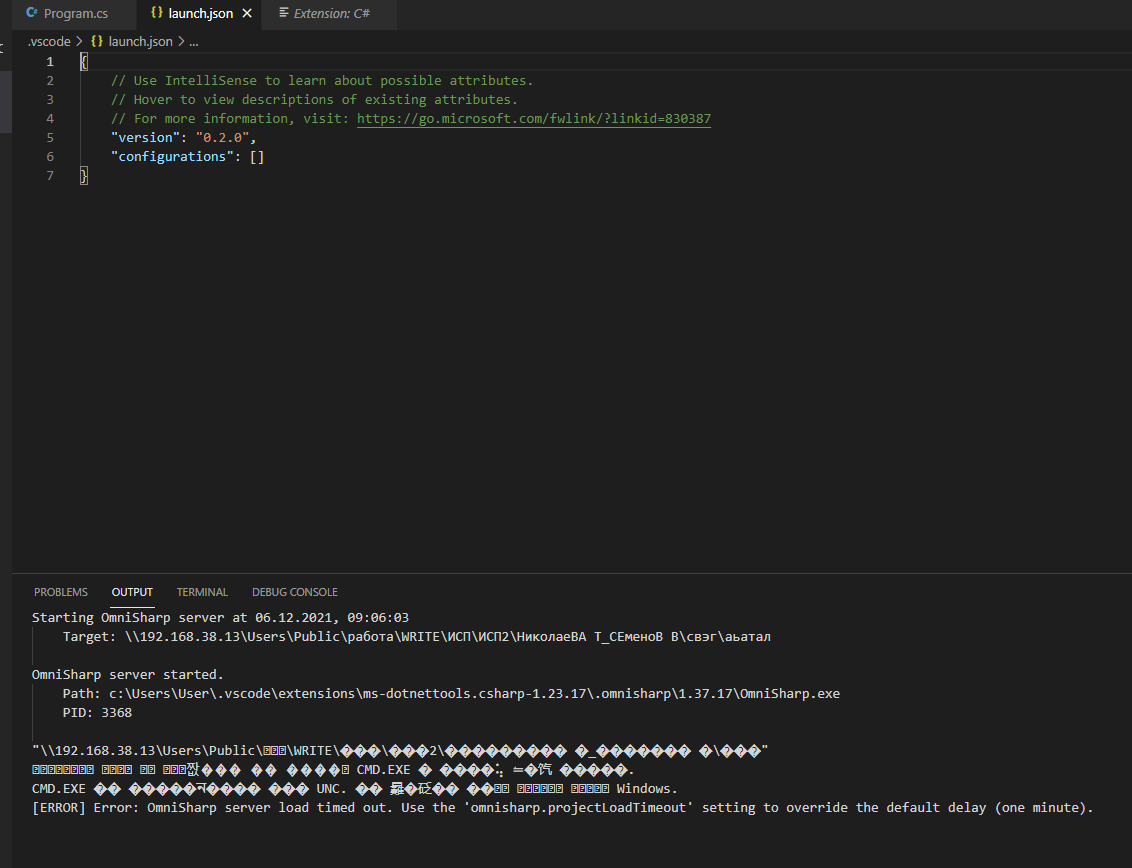 Program.cs
{} launch.json ×
Extension: C#
.vscode > {} launch.json > ...
1 {
2 // Use IntelliSense to learn about possible attributes.
3 // Hover to view descriptions of existing attributes.
4 // For more information, visit: https://go.microsoft.com/fwlink/?linkid=830387
5 "version": "0.2.0",
6 "configurations": []
7 }
PROBLEMS OUTPUT TERMINAL DEBUG CONSOLE
Starting OmniSharp server at 06.12.2021, 09:06:03
Target: \\192.168.38.13\Users\Public\работа\WRITE\ИСП\ИСП2\НиколаеВА Т_СЕменоВ В\свэг\аьатал
OmniSharp server started.
Path: c:\Users\User\.vscode\extensions\ms-dotnettools.csharp-1.23.17\.omnisharp\1.37.17\OmniSharp.exe
PID: 3368
"\\192.168.38.13\Users\Public\ \WRITE\���\���2\��������� �_������� �\���"
CMD.EXE
CMD.EXE �� ��� UNC. Windows.
[ERROR] Error: OmniSharp server load timed out. Use the 'omnisharp.projectLoadTimeout' setting to override the default delay (one minute).